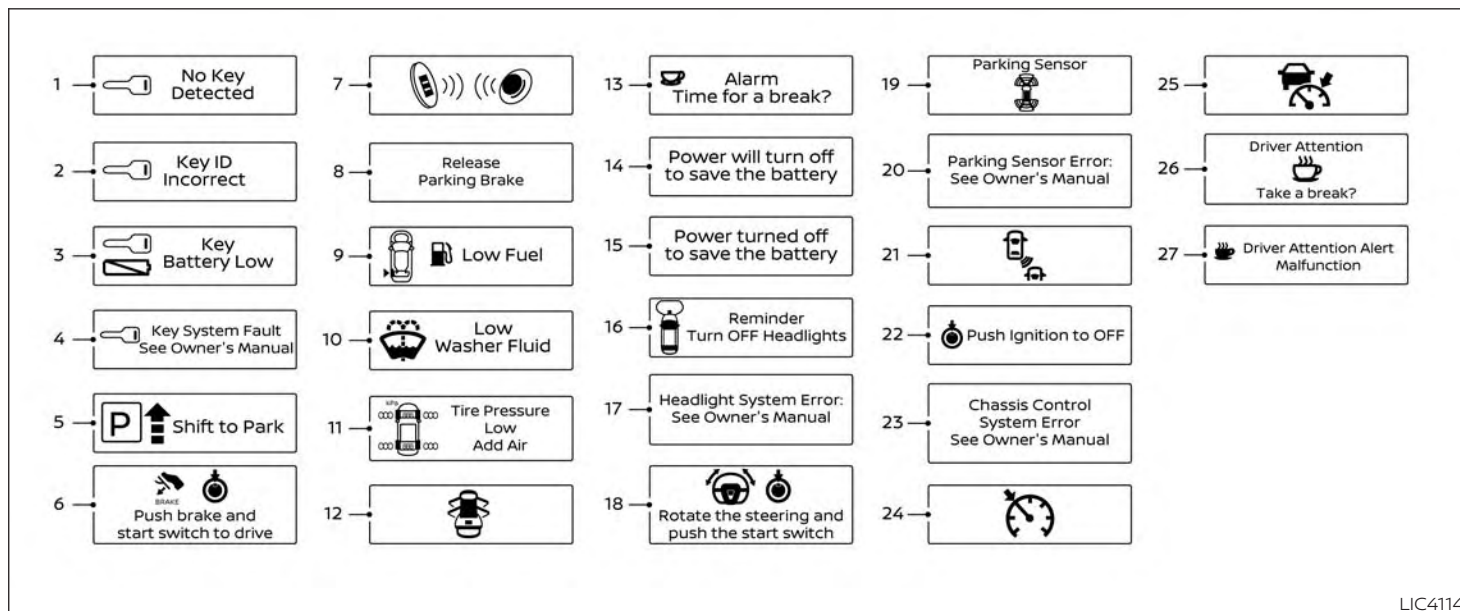 1
No Key
Detected
2
Key ID
Incorrect
3
Key
Battery Low
4
Key System Fault
See Owner's Manual
5
P
Shift to Park
6
BRAKE
Push brake and
start switch to drive
7
8
Release
Parking Brake
9
Low Fuel
10
Low
Washer Fluid
11
kPa
Tire Pressure
Low
Add Air
12
13
Alarm
Time for a break?
14
Power will turn off
to save the battery
15
Power turned off
to save the battery
16
Reminder
Turn OFF Headlights
17
Headlight System Error:
See Owner's Manual
18
Rotate the steering and
push the start switch
19
Parking Sensor
20
Parking Sensor Error:
See Owner's Manual
21
22
Push Ignition to OFF
23
Chassis Control
System Error
See Owner's Manual
24
25
26
Driver Attention
Take a break?
27
Driver Attention Alert
Malfunction
LIC4114